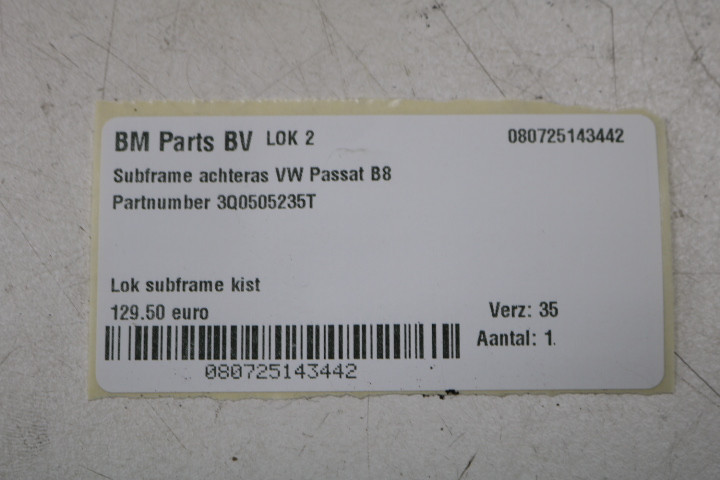 BM Parts BV LOK 2 080725143442
Subframe achteras VW Passat B8
Partnumber 3Q0505235T
Lok subframe kist
129.50 euro Verz: 35
Aantal: 1
080725143442